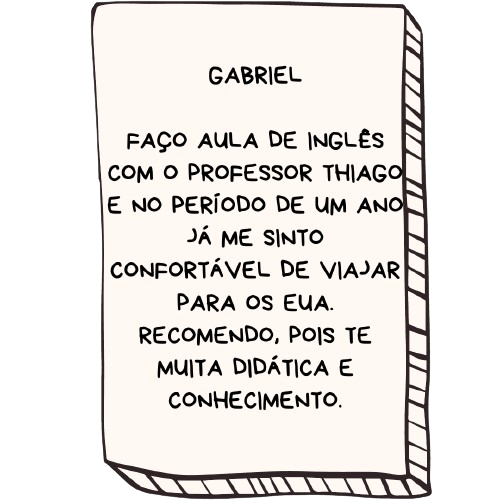 GABRIEL
FAÇO AULA DE INGLÊS
COM O PROFESSOR THIAGO
E NO PERÍODO DE UM ANO
JÁ ME SINTO
CONFORTÁVEL DE VIAJAR
PARA OS EUA.
RECOMENDO, POIS TE
MUITA DIDÁTICA E
CONHECIMENTO.